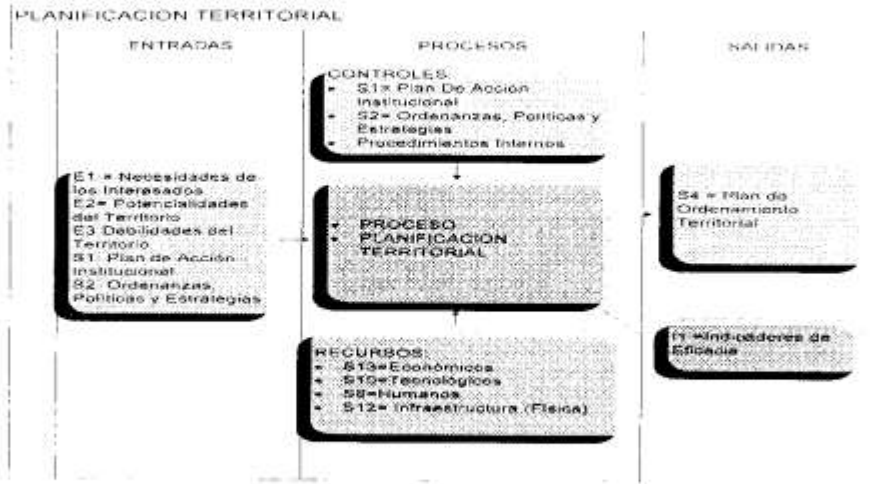 PLANIFICACION TERRITORIAL
ENTRADAS
PROCESOS
SALIDAS
CONTROLES:
• S1= Plan De Acción
Institucional
• S2= Ordenanzas, Políticas y
Estrategias
• Procedimientos Internos
E1 = Necesidades de
los Interesados
E2= Potencialidades
del Territorio
E3 Debilidades del
Territorio
S1 Plan de Acción
Institucional
S2 Ordenanzas,
Políticas y Estrategias
• PROCESO
• PLANIFICACION
TERRITORIAL
S4 = Plan de
Ordenamiento
Territorial
I1 =Indicadores de
Eficacia
RECURSOS:
• S13=Económicos
• S10=Tecnológicos
• S8=Humanos
• S12= Infraestructura (Física)